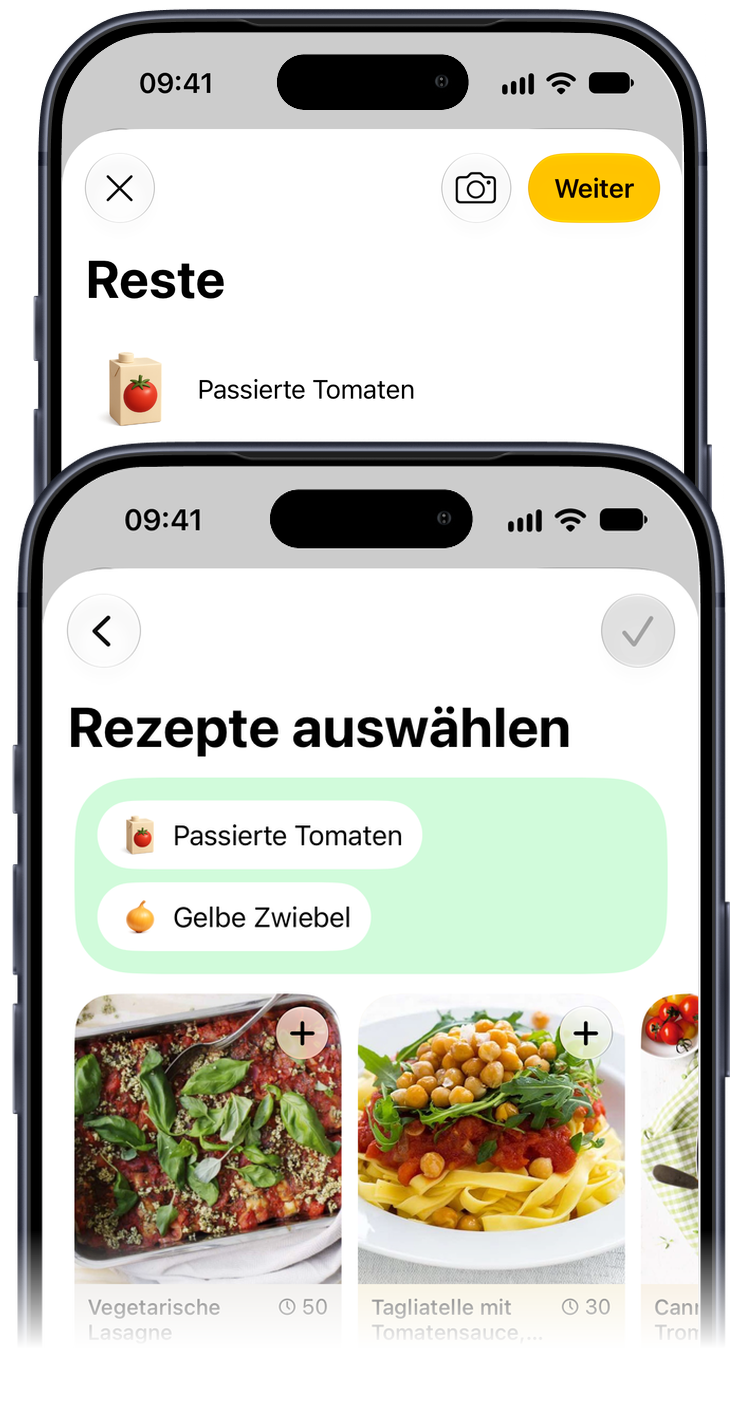 09:41
Weiter
Reste
Passierte Tomaten
09:41
Rezepte auswählen
Passierte Tomaten
Gelbe Zwiebel
Vegetarische 50
Lasagne
Tagliatelle mit 30
Tomatensauce,...